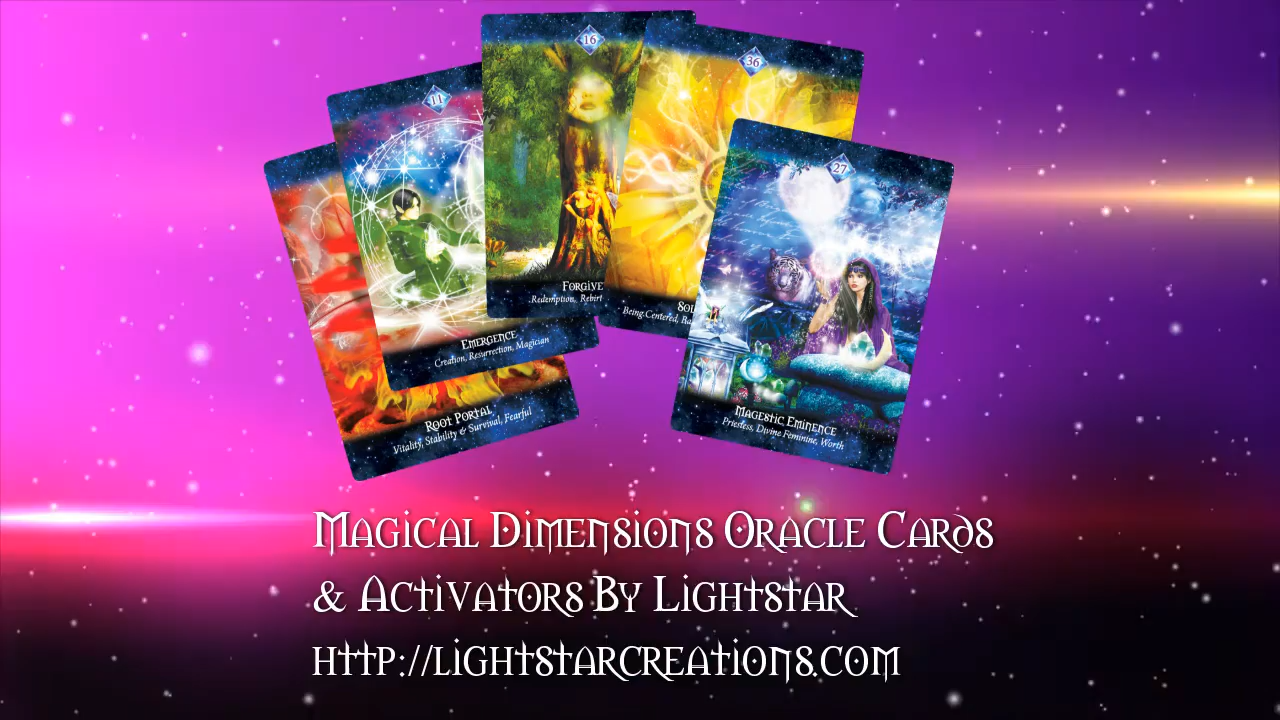 16
36
11
27
Forgive
Redemption, Rebirt
Sol
Being Centered, Ra
Emergence
Creation, Resurrection, Magician
Root Portal
Vitality, Stability & Survival, Fearful
Magestic Eminence
Priestess, Divine Feminine, Worth
Magical Dimensions Oracle Cards
& Activators By Lightstar
http://lightstarcreations.com